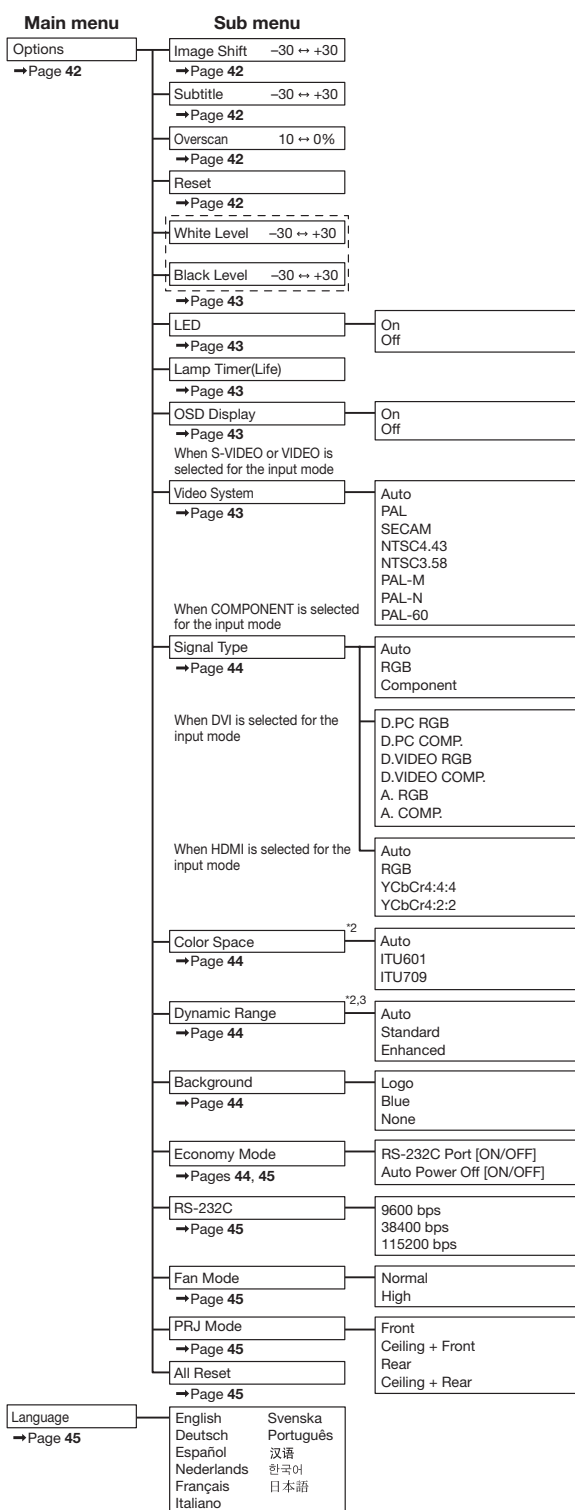 Main menu Sub menu
Options
➞Page 42
Image Shift –30 ↔ +30
➞Page 42
Subtitle –30 ↔ +30
➞Page 42
Overscan 10 ↔ 0%
➞Page 42
Reset
➞Page 42
White Level –30 ↔ +30
Black Level –30 ↔ +30
➞Page 43
LED
➞Page 43
On
Off
Lamp Timer(Life)
➞Page 43
OSD Display
➞Page 43
On
Off
When S-VIDEO or VIDEO is
selected for the input mode
Video System
➞Page 43
Auto
PAL
SECAM
NTSC4.43
NTSC3.58
PAL-M
PAL-N
PAL-60
When COMPONENT is selected
for the input mode
Signal Type
➞Page 44
Auto
RGB
Component
When DVI is selected for the
input mode
D.PC RGB
D.PC COMP.
D.VIDEO RGB
D.VIDEO COMP.
A. RGB
A. COMP.
When HDMI is selected for the
input mode
Auto
RGB
YCbCr4:4:4
YCbCr4:2:2
Color Space *2
➞Page 44
Auto
ITU601
ITU709
Dynamic Range *2,3
➞Page 44
Auto
Standard
Enhanced
Background
➞Page 44
Logo
Blue
None
Economy Mode
➞Pages 44, 45
RS-232C Port [ON/OFF]
Auto Power Off [ON/OFF]
RS-232C
➞Page 45
9600 bps
38400 bps
115200 bps
Fan Mode
➞Page 45
Normal
High
PRJ Mode
➞Page 45
Front
Ceiling + Front
Rear
Ceiling + Rear
All Reset
➞Page 45
Language
➞Page 45
English Svenska
Deutsch Português
Español 汉语
Nederlands 한국어
Français 日本語
Italiano